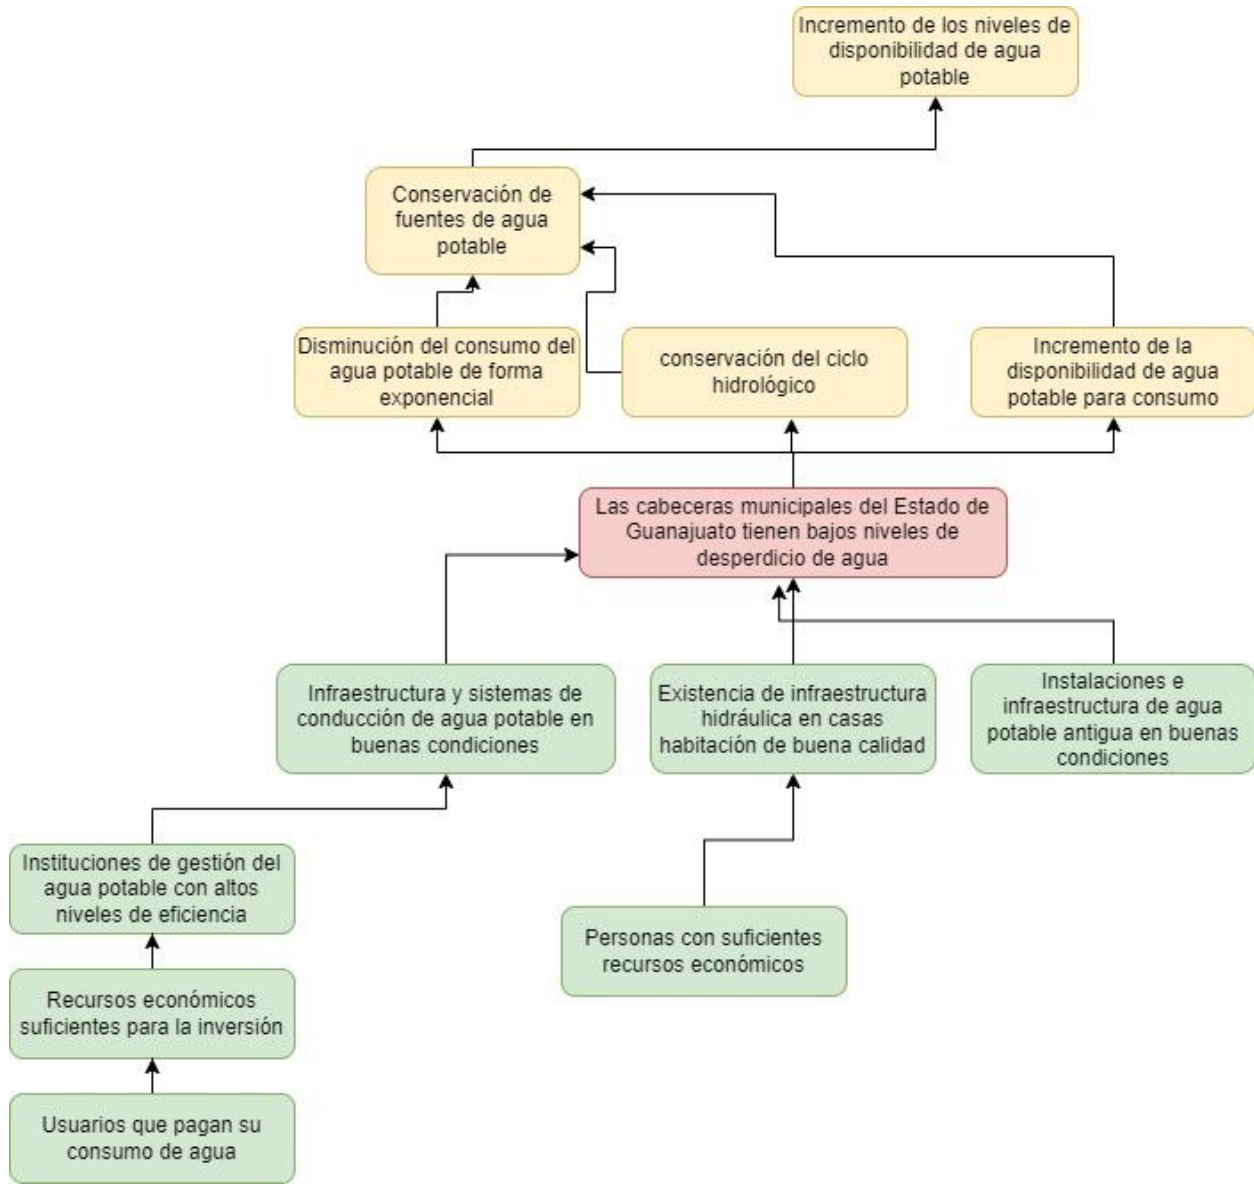 Incremento de los niveles de
disponibilidad de agua
potable
Conservación de
fuentes de agua
potable
Disminución del consumo del
agua potable de forma
exponencial
conservación del ciclo
hidrológico
Incremento de la
disponibilidad de agua
potable para consumo
Las cabeceras municipales del Estado de
Guanajuato tienen bajos niveles de
desperdicio de agua
Infraestructura y sistemas de
conducción de agua potable en
buenas condiciones
Existencia de infraestructura
hidráulica en casas
habitación de buena calidad
Instalaciones e
infraestructura de agua
potable antigua en buenas
condiciones
Instituciones de gestión del
agua potable con altos
niveles de eficiencia
Personas con suficientes
recursos económicos
Recursos económicos
suficientes para la inversión
Usuarios que pagan su
consumo de agua